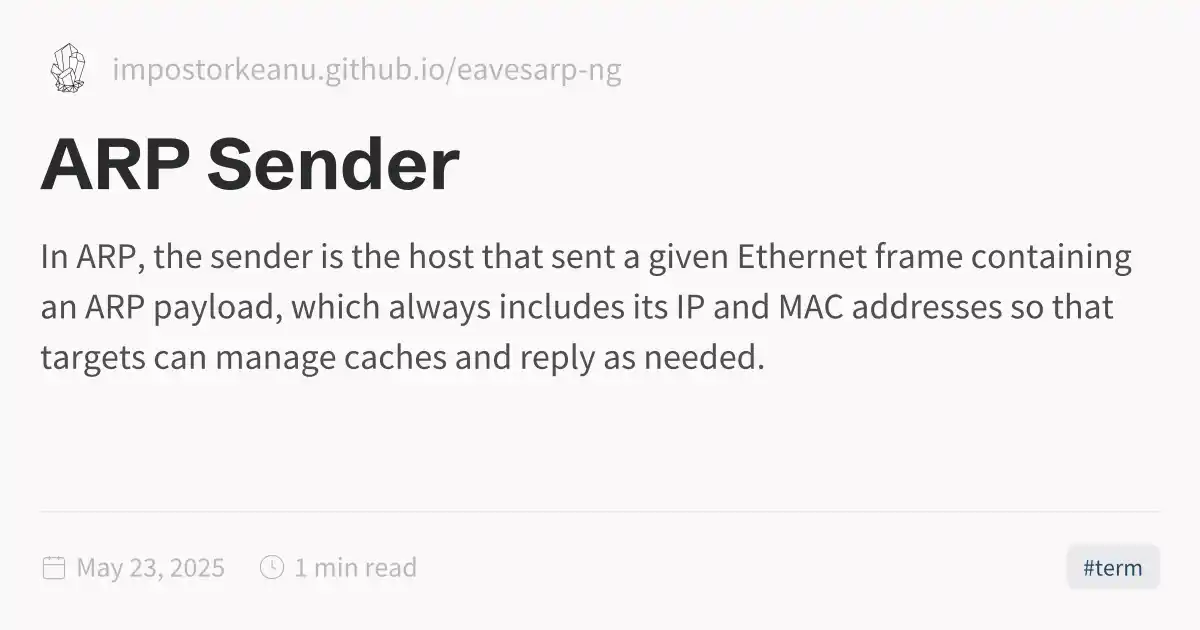 impostorkeanu.github.io/eavesarp-ng
ARP Sender
In ARP, the sender is the host that sent a given Ethernet frame containing
an ARP payload, which always includes its IP and MAC addresses so that
targets can manage caches and reply as needed.
May 23, 2025 1 min read #term